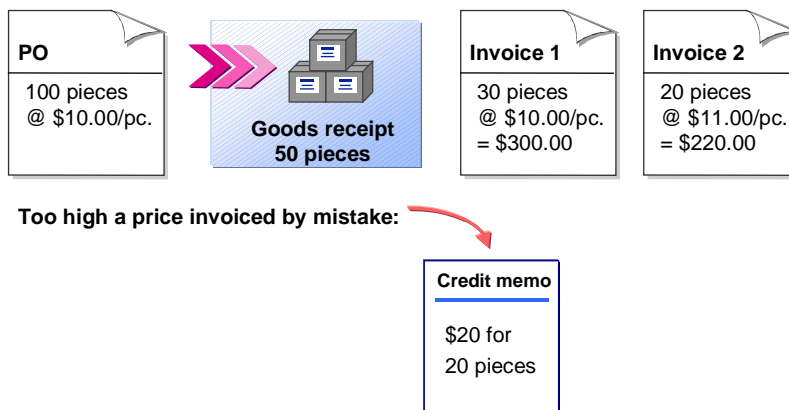 PO
100 pieces
@ $10.00/pc.
Goods receipt
50 pieces
Invoice 1
30 pieces
@ $10.00/pc.
= $300.00
Invoice 2
20 pieces
@ $11.00/pc.
= $220.00
Too high a price invoiced by mistake:
Credit memo
$20 for
20 pieces